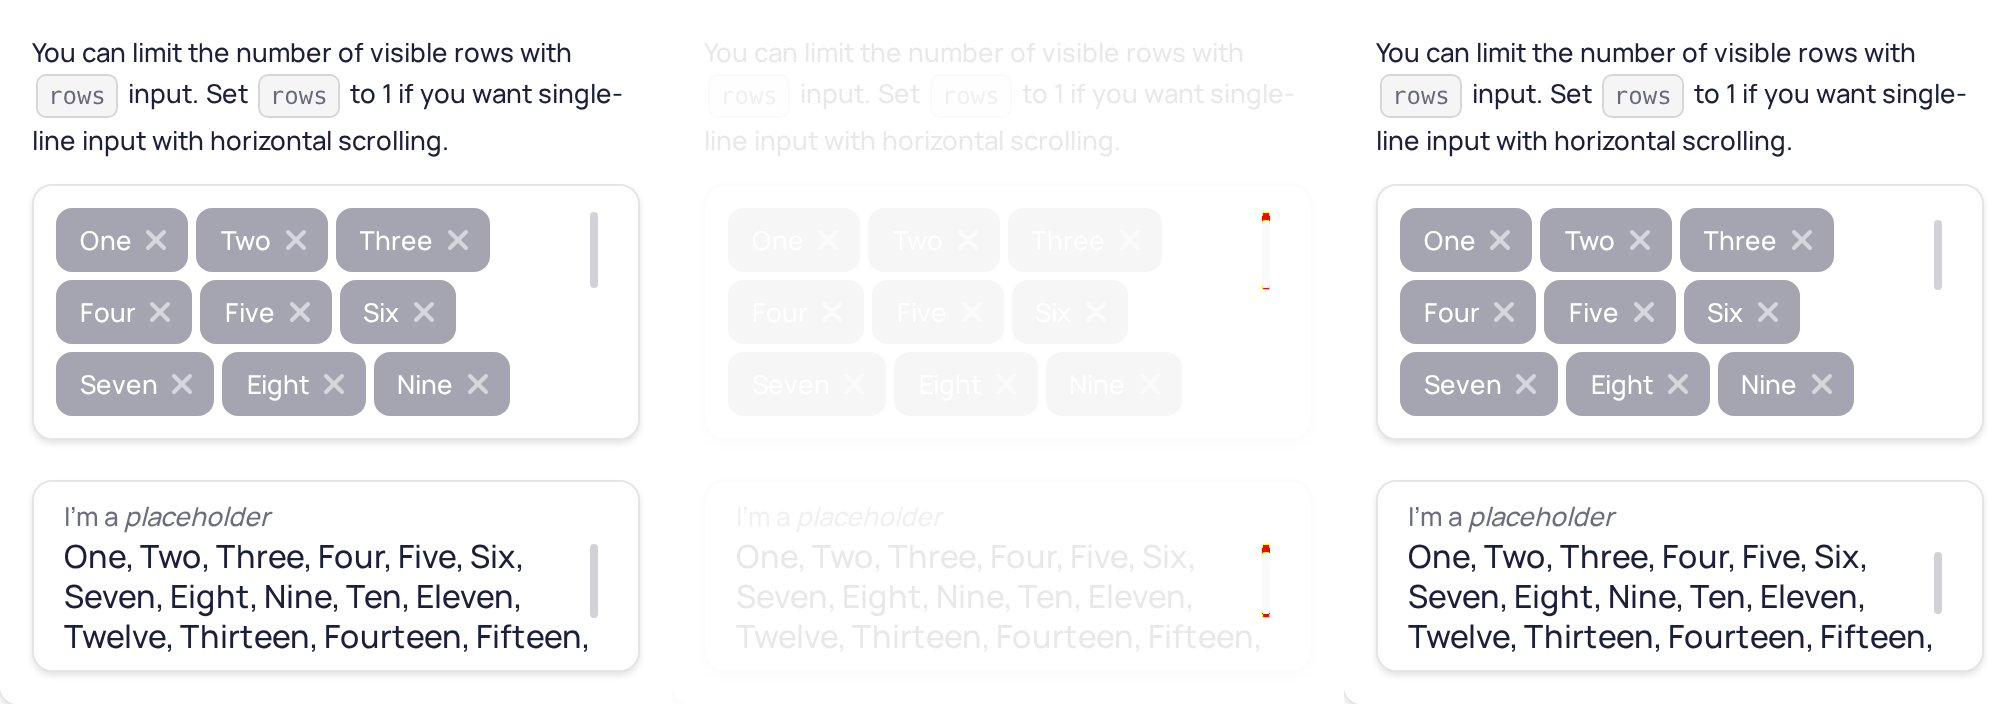 You can limit the number of visible rows with
rows input. Set rows to 1 if you want single-
line input with horizontal scrolling.
One Two Three
Four Five Six
Seven Eight Nine
I'm a placeholder
One, Two, Three, Four, Five, Six,
Seven, Eight, Nine, Ten, Eleven,
Twelve, Thirteen, Fourteen, Fifteen,
You can limit the number of visible rows with
rows input. Set rows to 1 if you want single-
line input with horizontal scrolling.
One Two Three
Four Five Six
Seven Eight Nine
I'm a placeholder
One, Two, Three, Four, Five, Six,
Seven, Eight, Nine, Ten, Eleven,
Twelve, Thirteen, Fourteen, Fifteen,
You can limit the number of visible rows with
rows input. Set rows to 1 if you want single-
line input with horizontal scrolling.
One Two Three
Four Five Six
Seven Eight Nine
I'm a placeholder
One, Two, Three, Four, Five, Six,
Seven, Eight, Nine, Ten, Eleven,
Twelve, Thirteen, Fourteen, Fifteen,